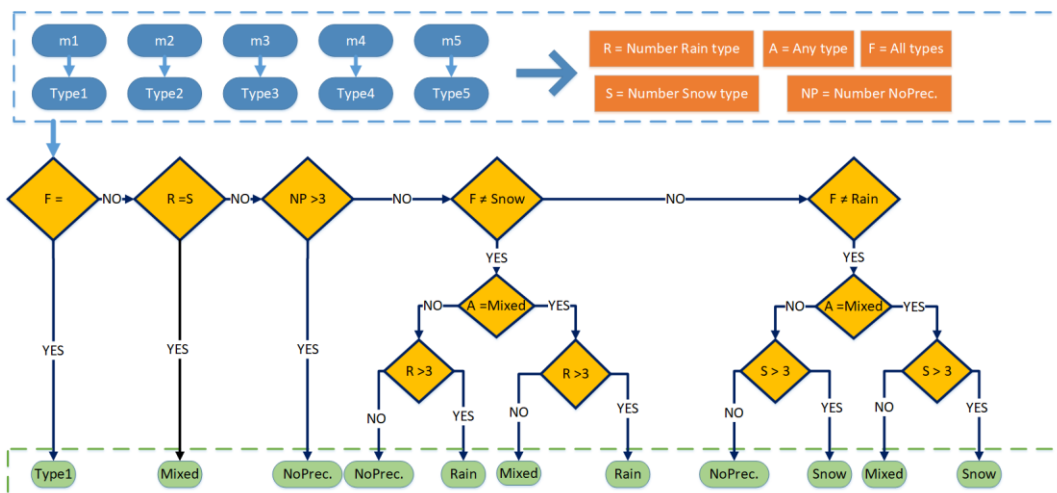 m1
m2
m3
m4
m5
R = Number Rain type
A = Any type
F = All types
Type1
Type2
Type3
Type4
Type5
S = Number Snow type
NP = Number NoPrec.
F =
NO
R =S
NO
NP >3
NO
F ≠ Snow
NO
F ≠ Rain
YES
YES
NO
A =Mixed
YES
NO
A =Mixed
YES
YES
YES
YES
R >3
R >3
S > 3
S > 3
NO
YES
NO
YES
NO
YES
NO
YES
Type1
Mixed
NoPrec.
NoPrec.
Rain
Mixed
Rain
NoPrec.
Snow
Mixed
Snow